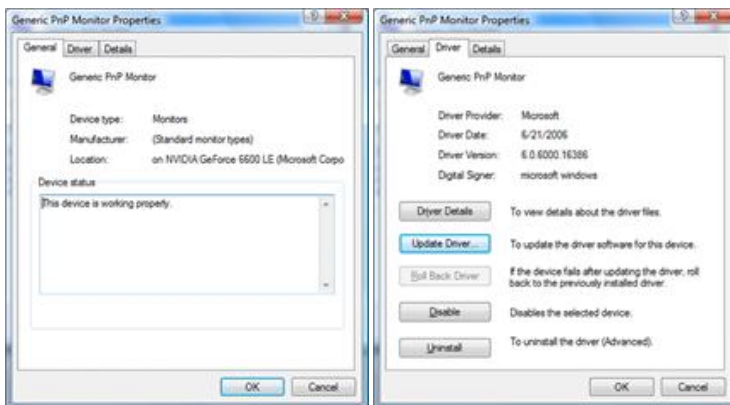 Generic PnP Monitor Properties
General Driver Details
Generic PnP Monitor
Device type: Monitors
Manufacturer: (Standard monitor types)
Location: on NVIDIA GeForce 6600 LE (Microsoft Corpo
Device status
This device is working properly.
OK Cancel
Generic PnP Monitor Properties
General Driver Details
Generic PnP Monitor
Driver Provider: Microsoft
Driver Date: 6/21/2006
Driver Version: 6.0.6000.16386
Digital Signer: microsoft windows
Driver Details To view details about the driver files.
Update Driver... To update the driver software for this device.
Roll Back Driver If the device fails after updating the driver, roll
back to the previously installed driver.
Disable Disables the selected device.
Uninstall To uninstall the driver (Advanced).
OK Cancel